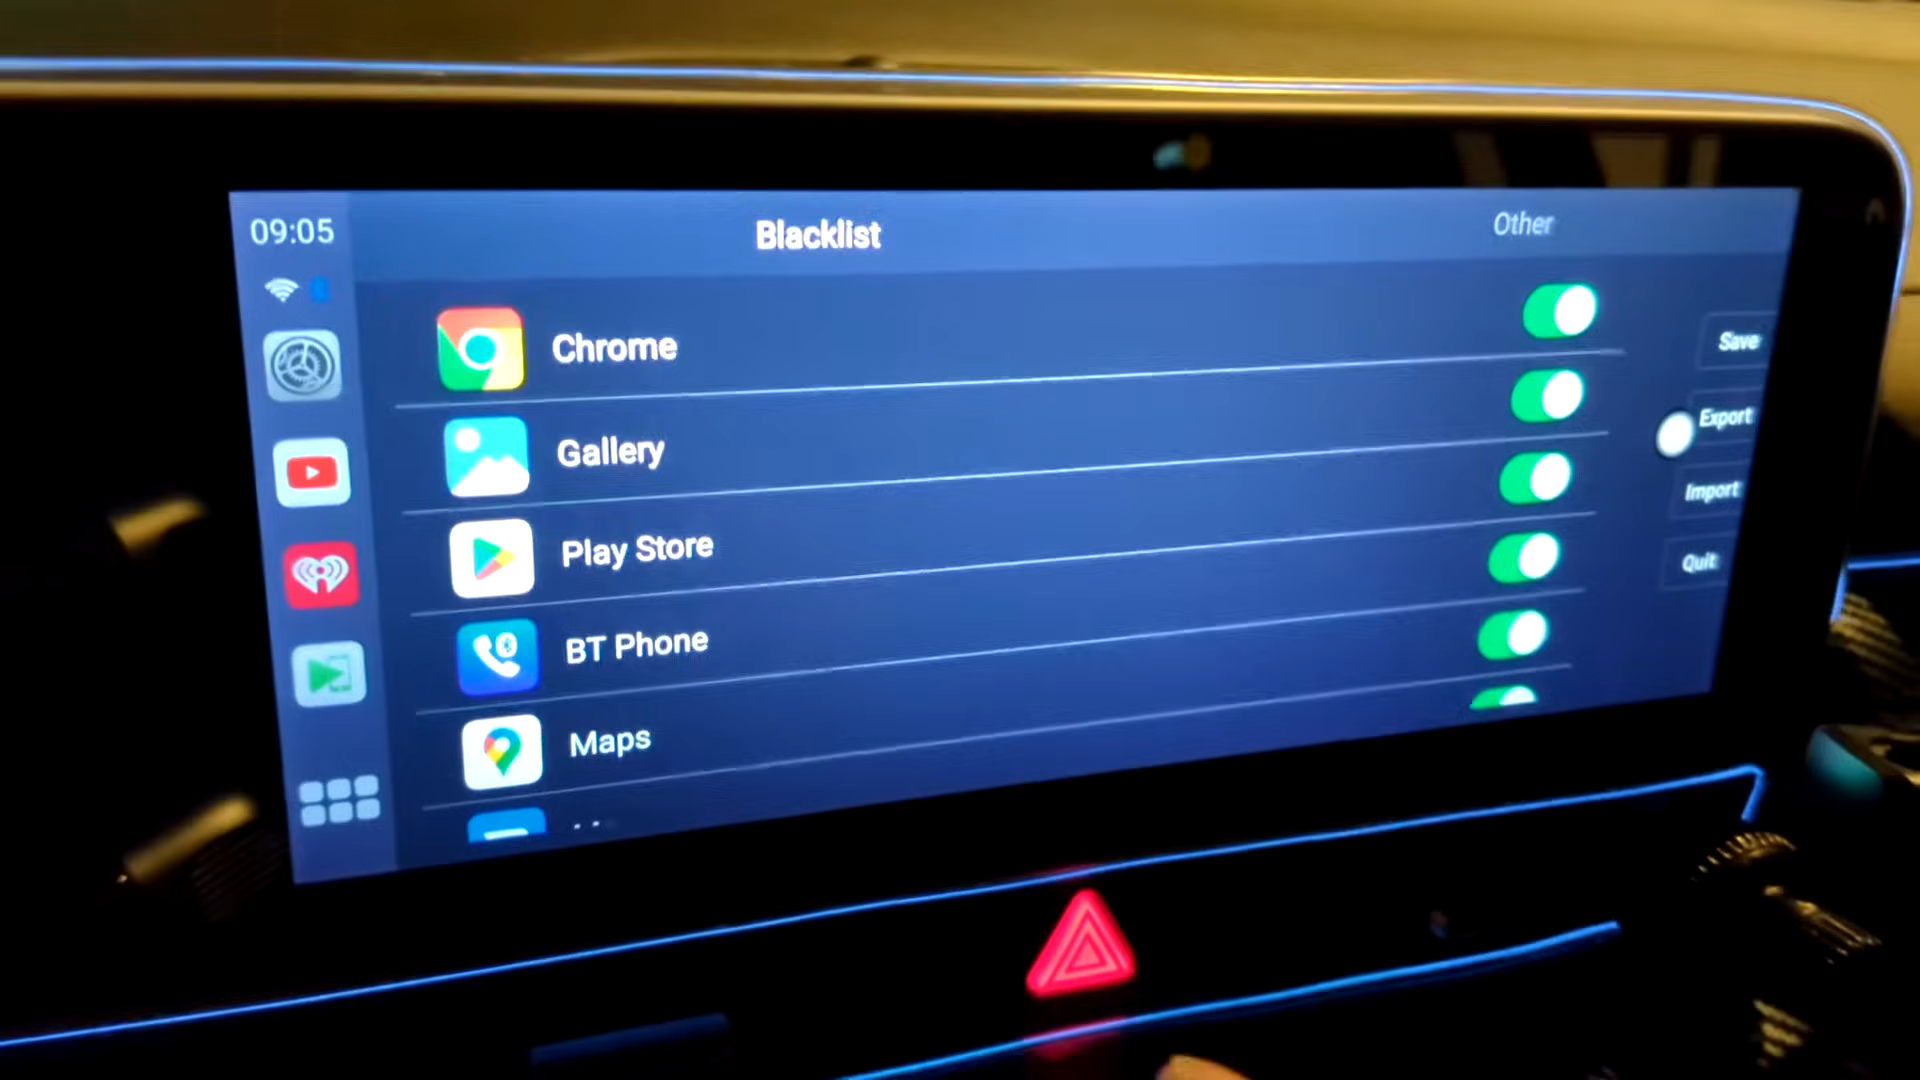 09:05
Blacklist
Other
Chrome
Gallery
Play Store
BT Phone
Maps
Save
Export
Import
Quit